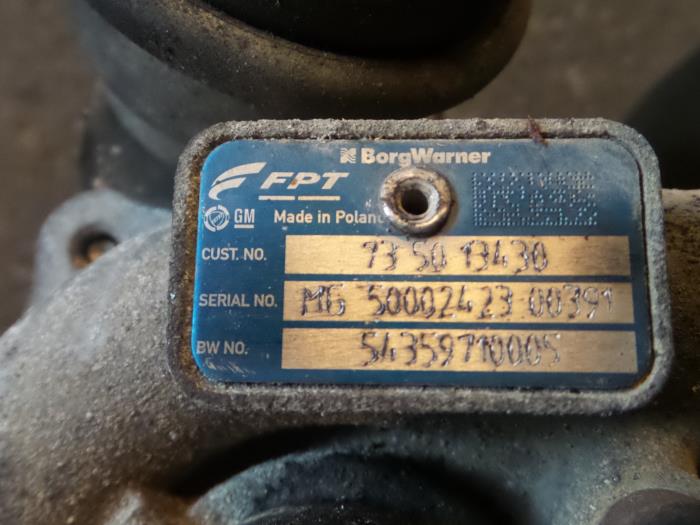 BorgWarner
FPT
GM Made in Polan
CUST. NO. 73 50 13430
SERIAL NO. MG 50002423 00391
BW NO. 54359710005